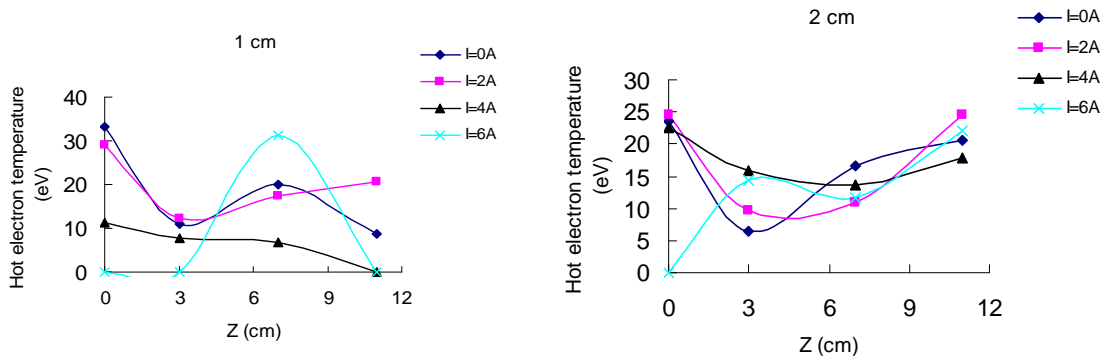 1 cm
I=0A
I=2A
I=4A
I=6A
Hot electron temperature
(eV)
40
30
20
10
0
0 3 6 9 12
Z (cm)
2 cm
I=0A
I=2A
I=4A
I=6A
Hot electron temperature
(eV)
30
25
20
15
10
5
0
0 3 6 9 12
Z (cm)